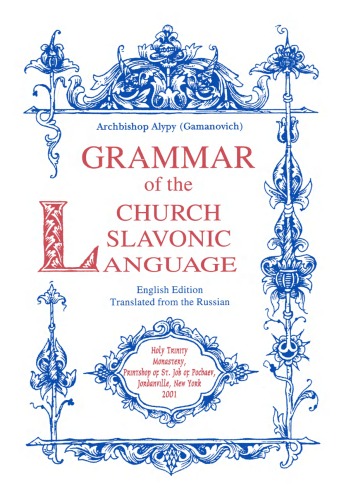 Archbishop Alypy (Gamanovich)
GRAMMAR
of the
CHURCH
SLAVONIC
LANGUAGE
English Edition
Translated from the Russian
Holy Trinity
Monastery,
Printshop of St. Job of Pochaev,
Jordanville, New York
2001